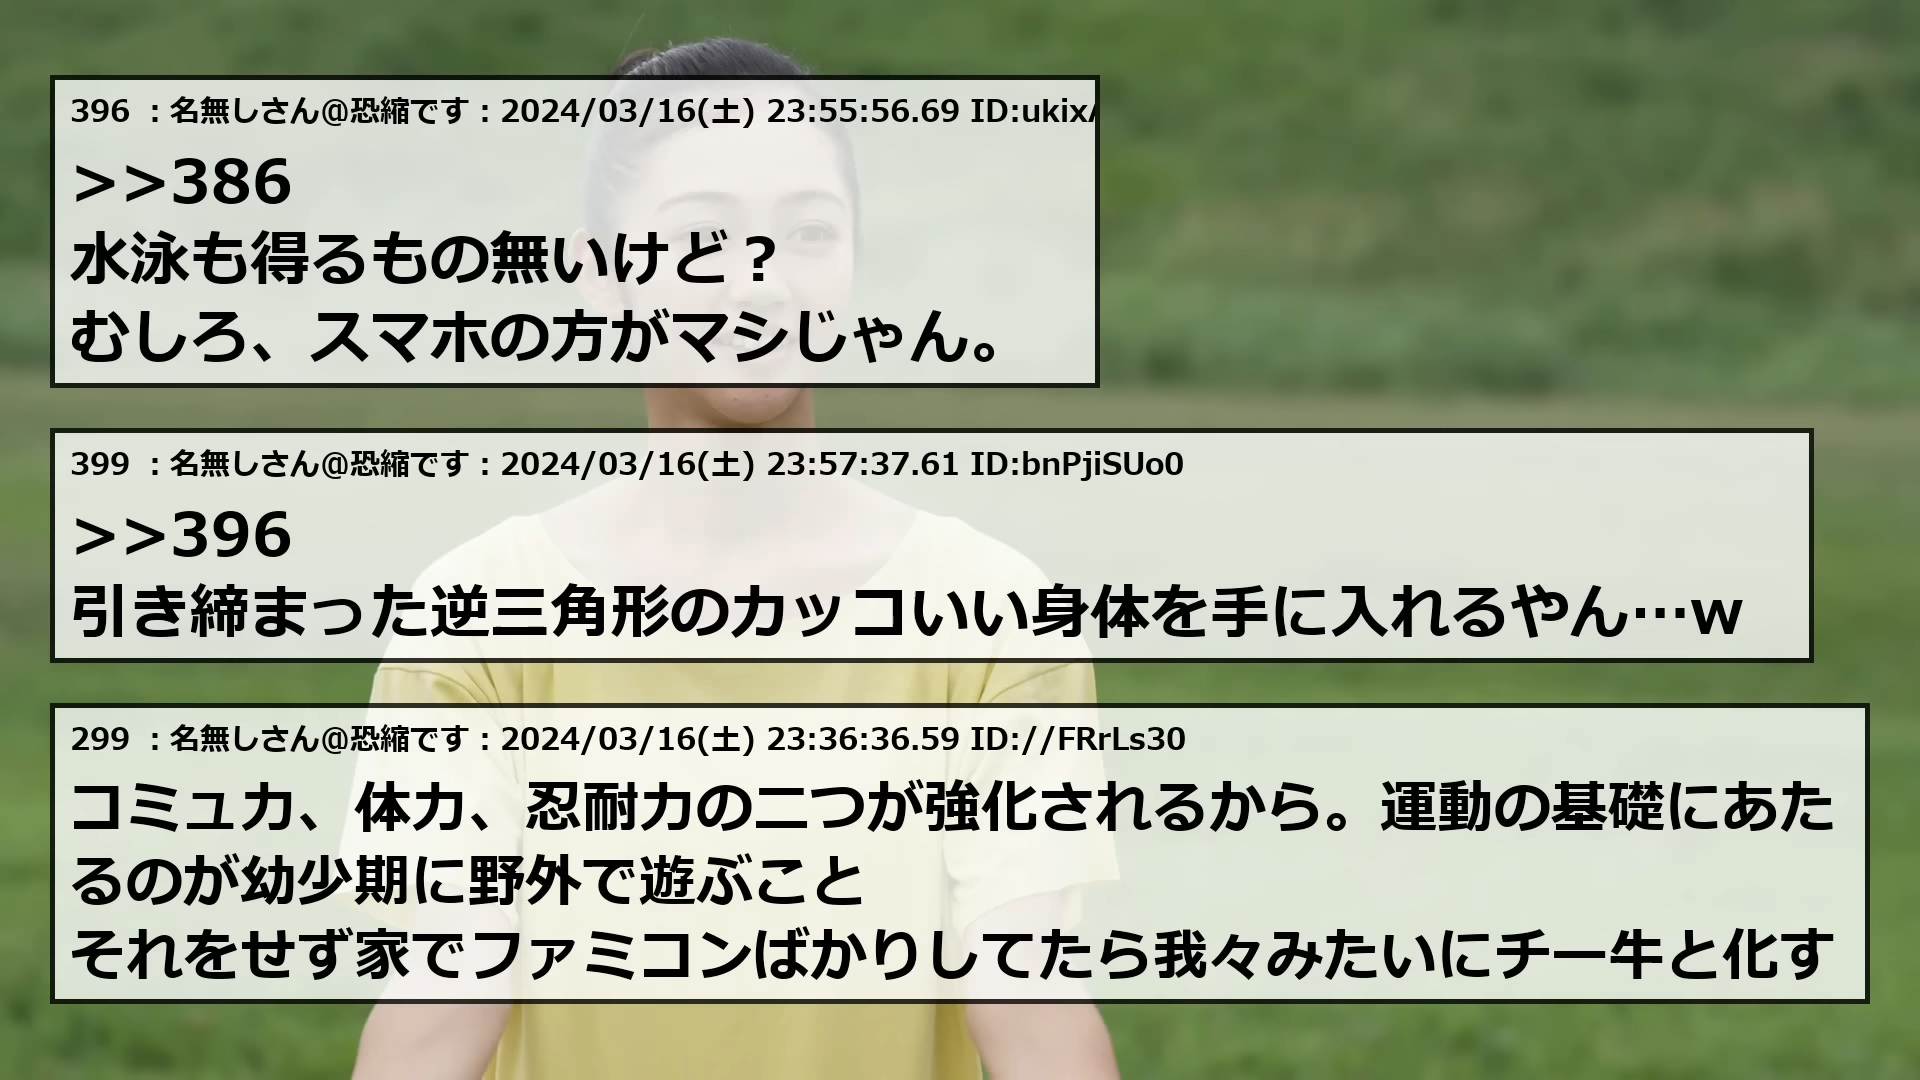 396 ：名無しさん＠恐縮です：2024/03/16(土) 23:55:56.69 ID:ukix
>>386
水泳も得るもの無いけど？
むしろ、スマホの方がマシじゃん。
399 ：名無しさん＠恐縮です：2024/03/16(土) 23:57:37.61 ID:bnPjiSUo0
>>396
引き締まった逆三角形のカッコいい身体を手に入れるやん…w
299 ：名無しさん＠恐縮です：2024/03/16(土) 23:36:36.59 ID://FRrLs30
コミュ力、体力、忍耐力の二つが強化されるから。運動の基礎にあた
るのが幼少期に野外で遊ぶこと
それをせず家でファミコンばかりしてたら我々みたいにチー牛と化す